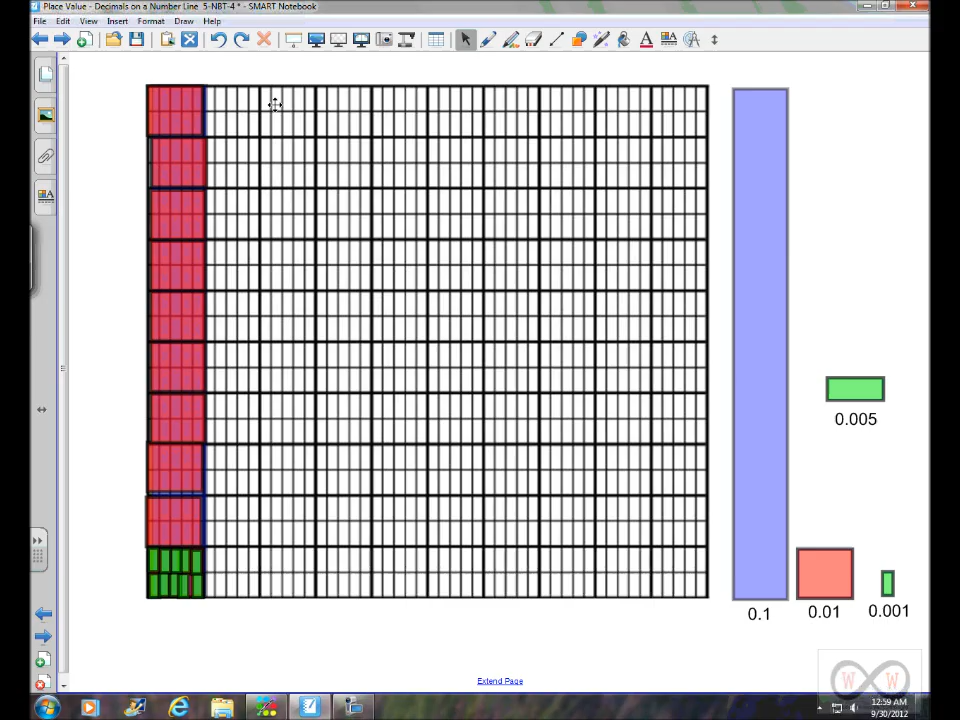 Place Value - Decimals on a Number Line 5-NBT-4 * - SMART Notebook
File Edit View Insert Format Draw Help
0.005
0.1
0.01
0.001
Extend Page
W W
12:59 AM
9/30/2012